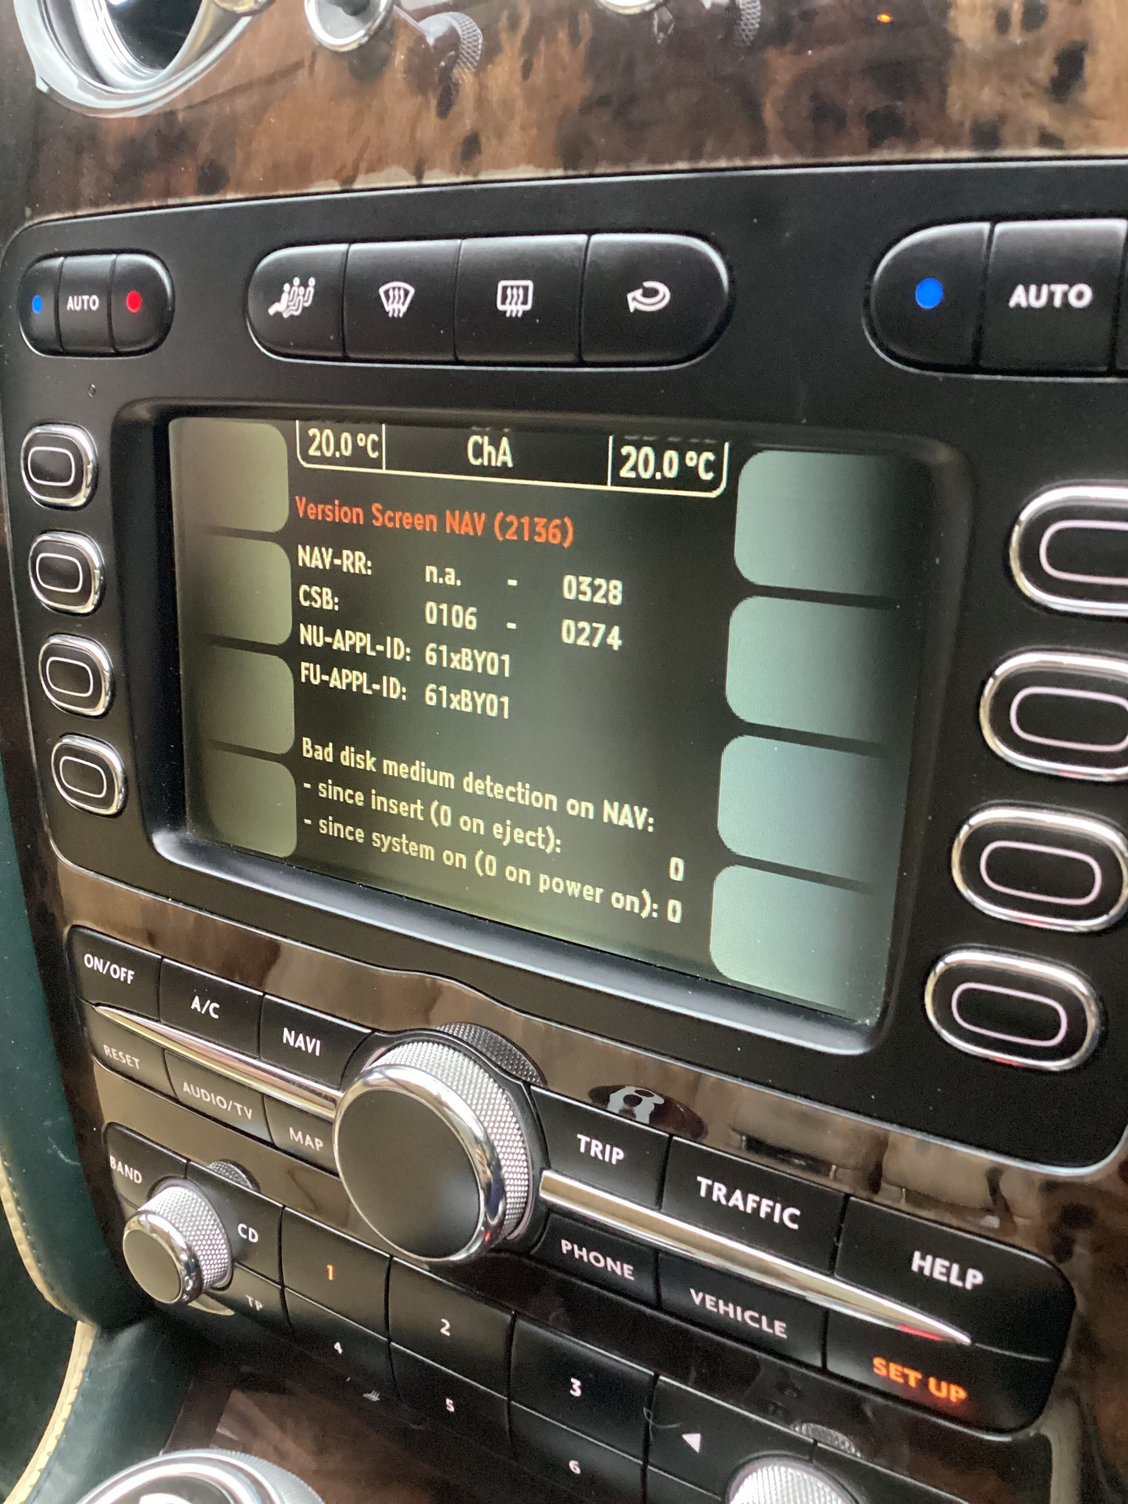 AUTO
AUTO
20.0 °C ChA 20.0 °C
Version Screen NAV (2136)
NAV-RR: n.a. - 0328
CSB: 0106 - 0274
NU-APPL-ID: 61xBY01
FU-APPL-ID: 61xBY01
Bad disk medium detection on NAV:
- since insert (0 on eject): 0
- since system on (0 on power on): 0
ON/OFF A/C NAVI
RESET AUDIO/TV MAP
TRIP TRAFFIC HELP
PHONE VEHICLE SET UP
BAND CD
TP
1 2 3
4 5 6